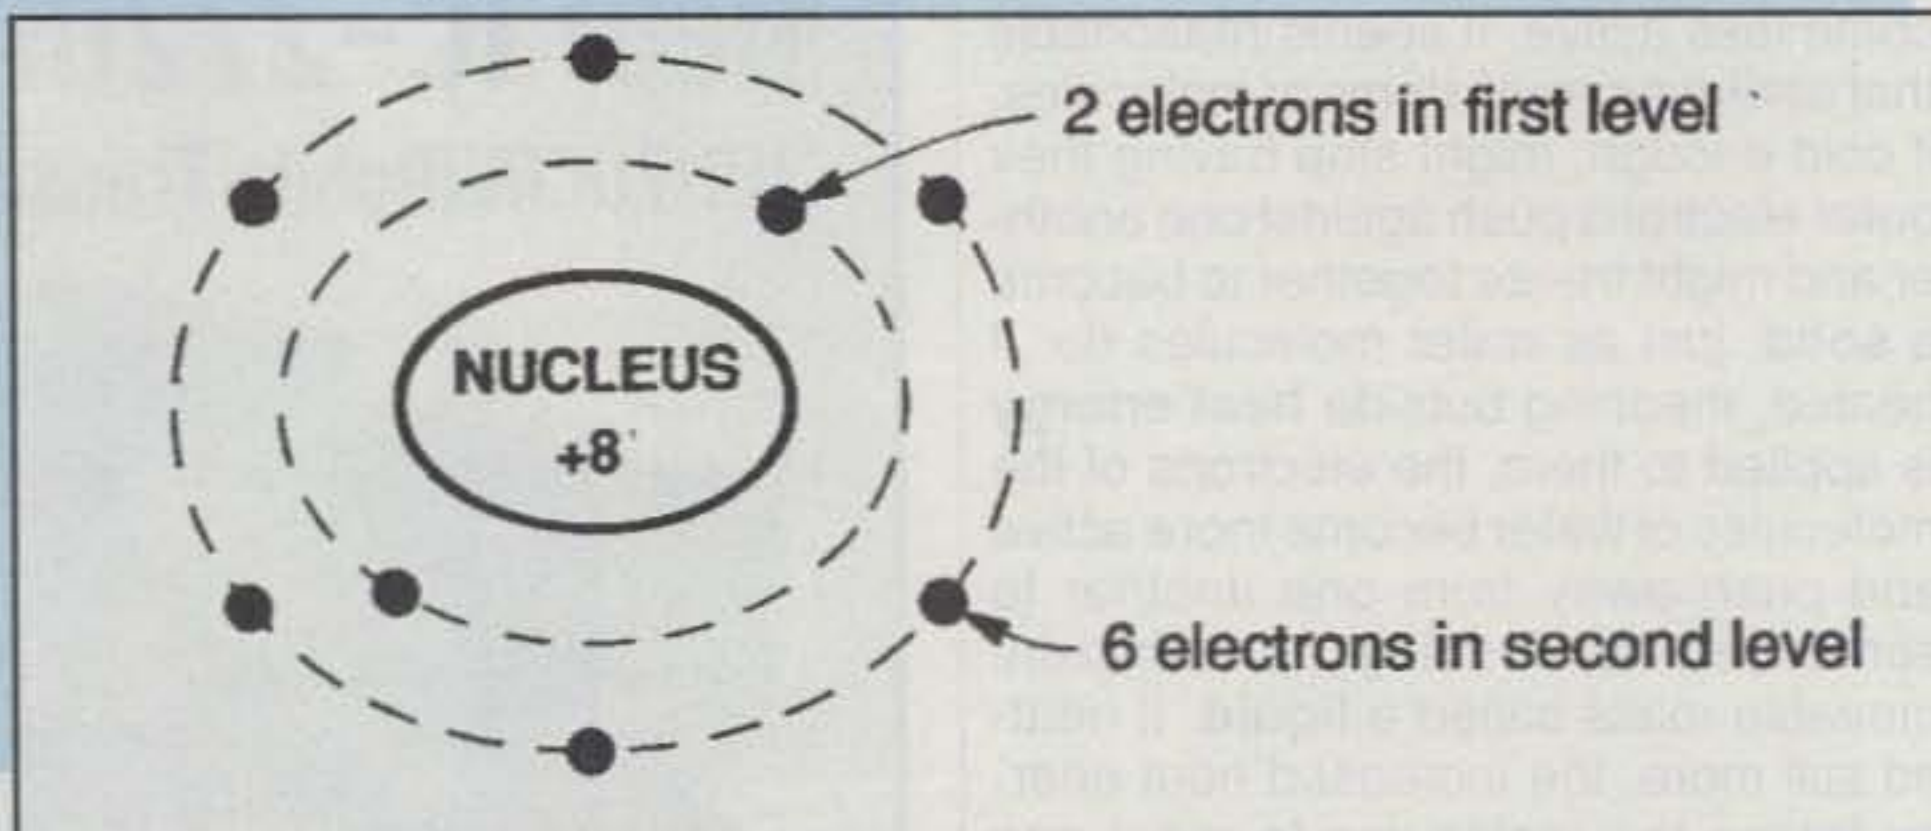 2 electrons in first level
NUCLEUS
+8
6 electrons in second level